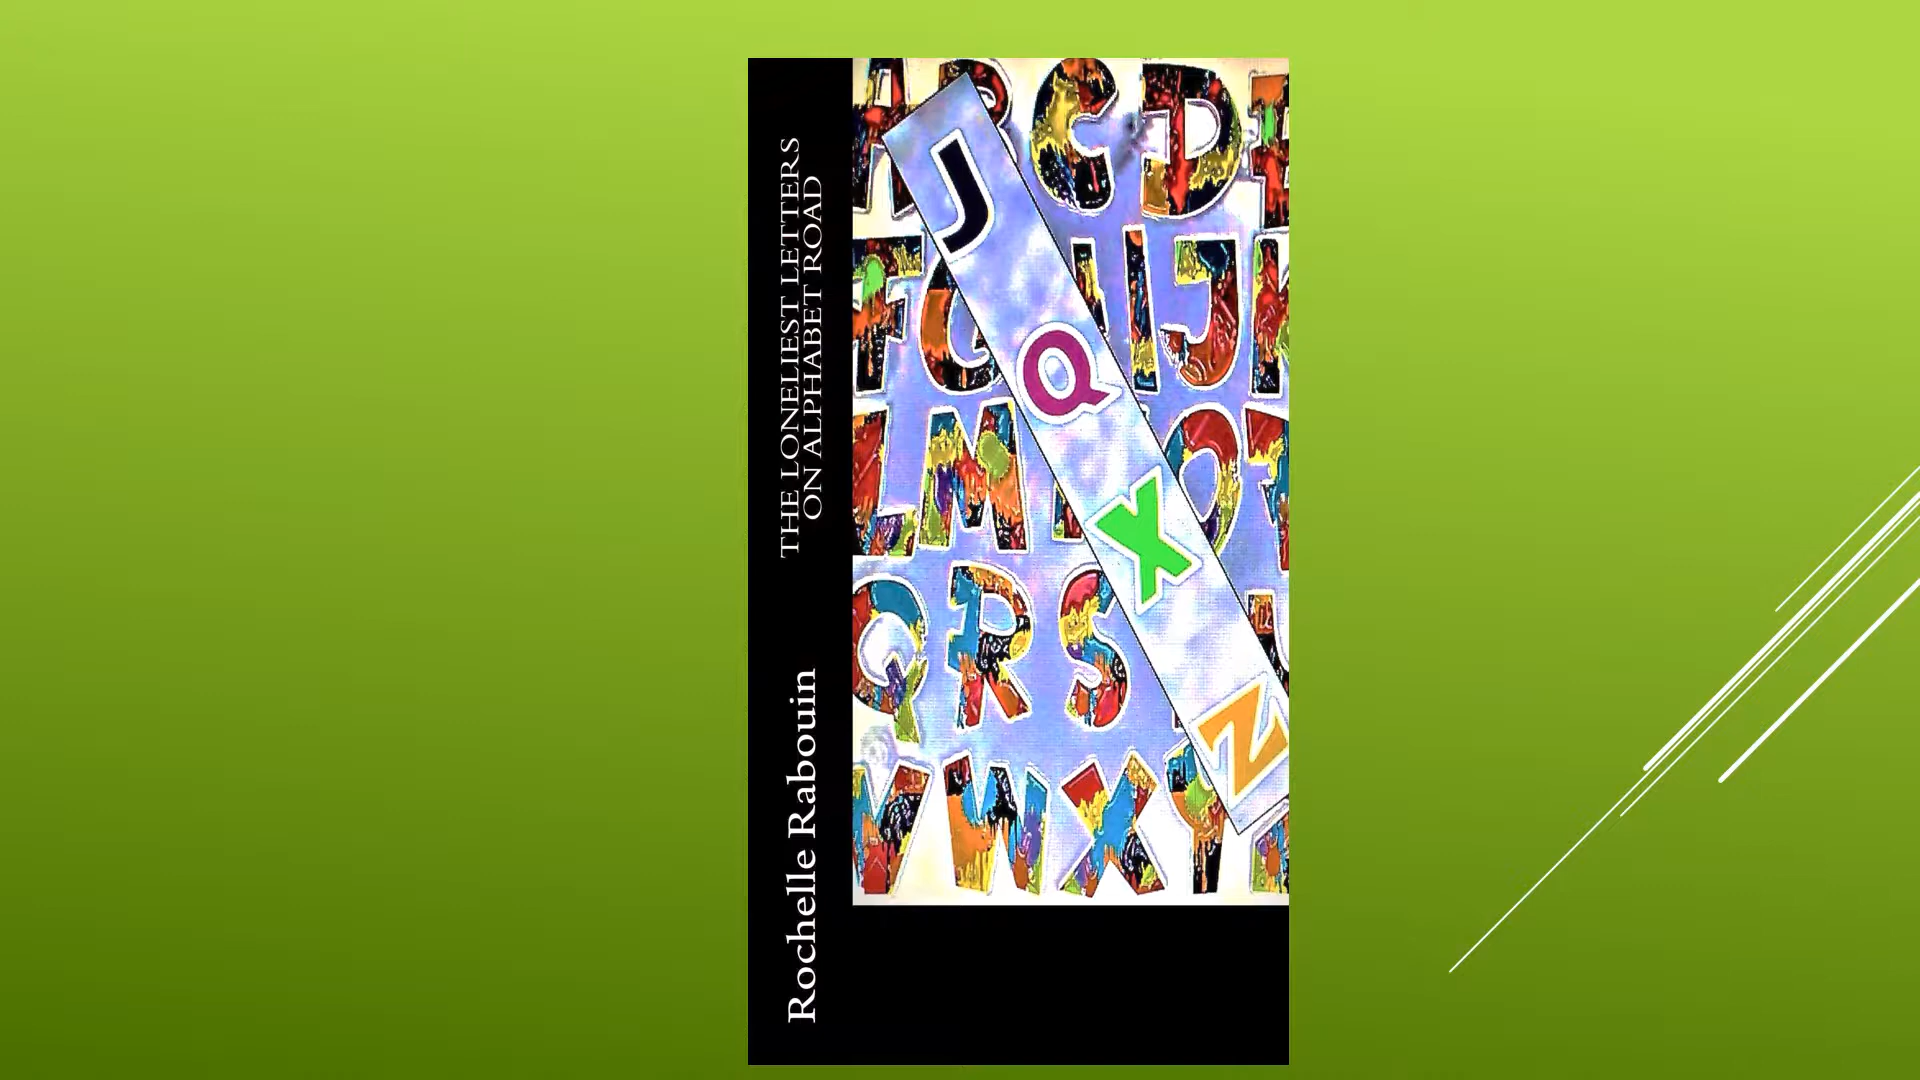 THE LONELIEST LETTERS
ON ALPHABET ROAD
Rochelle Rabouin
J
Q
X
Z
A B C D E
F G I J K
L M O
Q R S U
V W X Y